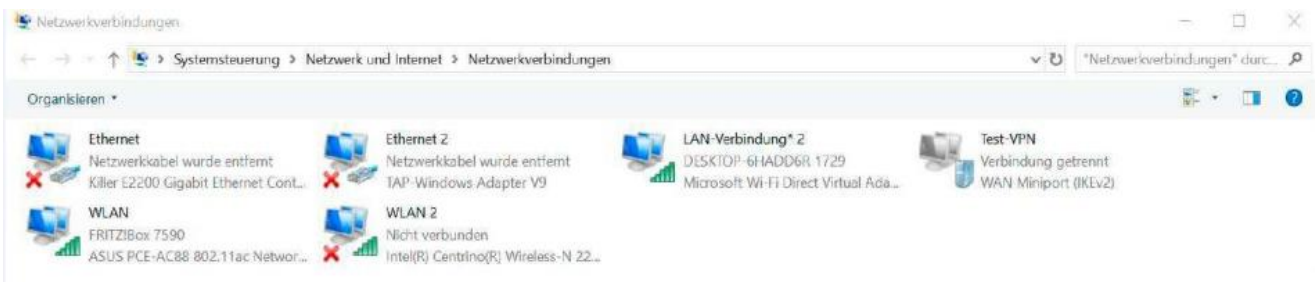 Netzwerkverbindungen
Systemsteuerung > Netzwerk und Internet > Netzwerkverbindungen
"Netzwerkverbindungen" durc...
Organisieren
Ethernet
Netzwerkkabel wurde entfernt
Killer E2200 Gigabit Ethernet Cont...
Ethernet 2
Netzwerkkabel wurde entfernt
TAP-Windows Adapter V9
LAN-Verbindung* 2
DESKTOP-6HADD6R 1729
Microsoft Wi-Fi Direct Virtual Ada...
Test-VPN
Verbindung getrennt
WAN Miniport (IKEv2)
WLAN
FRITZ!Box 7590
ASUS PCE-AC88 802.11ac Networ...
WLAN 2
Nicht verbunden
Intel(R) Centrino(R) Wireless-N 22...